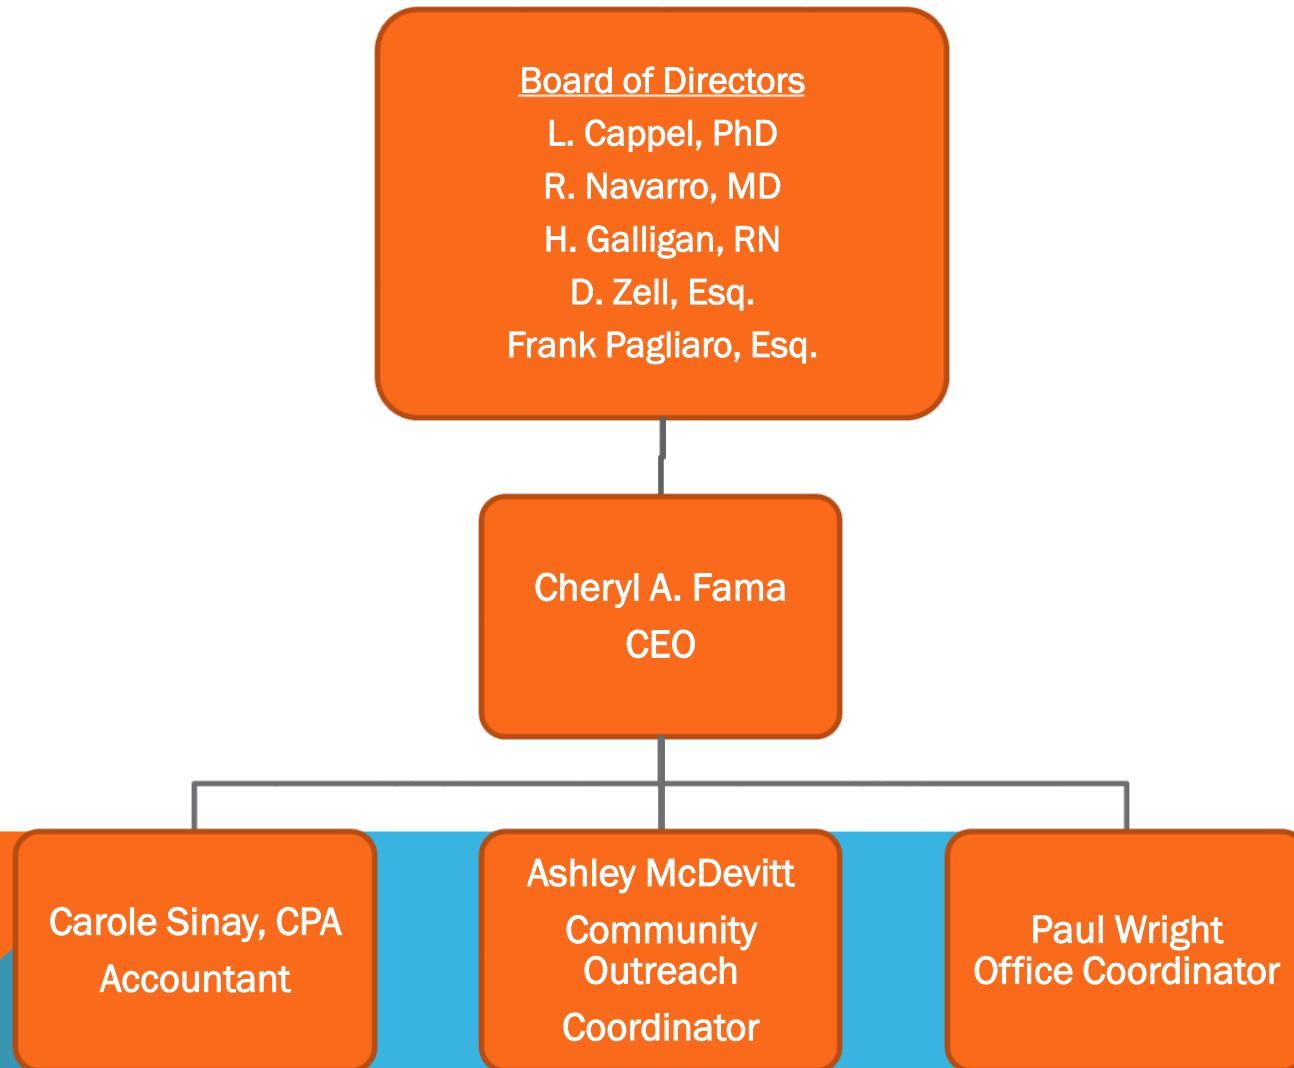 Board of Directors
L. Cappel, PhD
R. Navarro, MD
H. Galligan, RN
D. Zell, Esq.
Frank Pagliaro, Esq.
Cheryl A. Fama
CEO
Carole Sinay, CPA
Accountant
Ashley McDevitt
Community
Outreach
Coordinator
Paul Wright
Office Coordinator